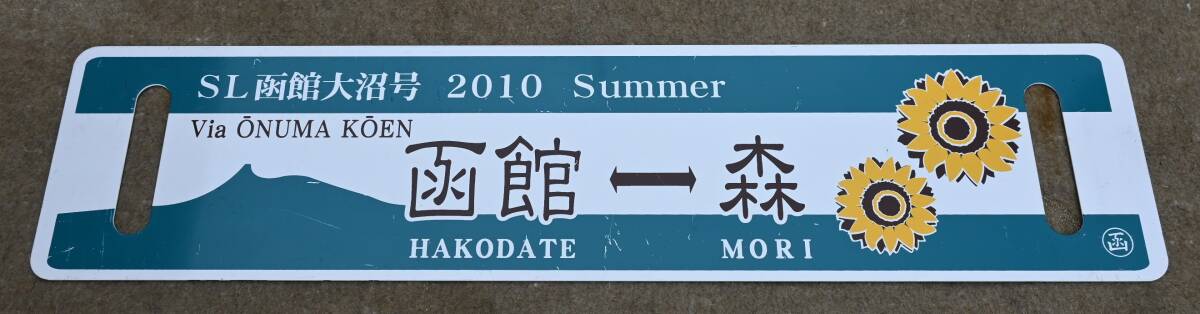 SL函館大沼号 2010 Summer
Via ŌNUMA KŌEN
函館 ↔ 森
HAKODATE MORI
函